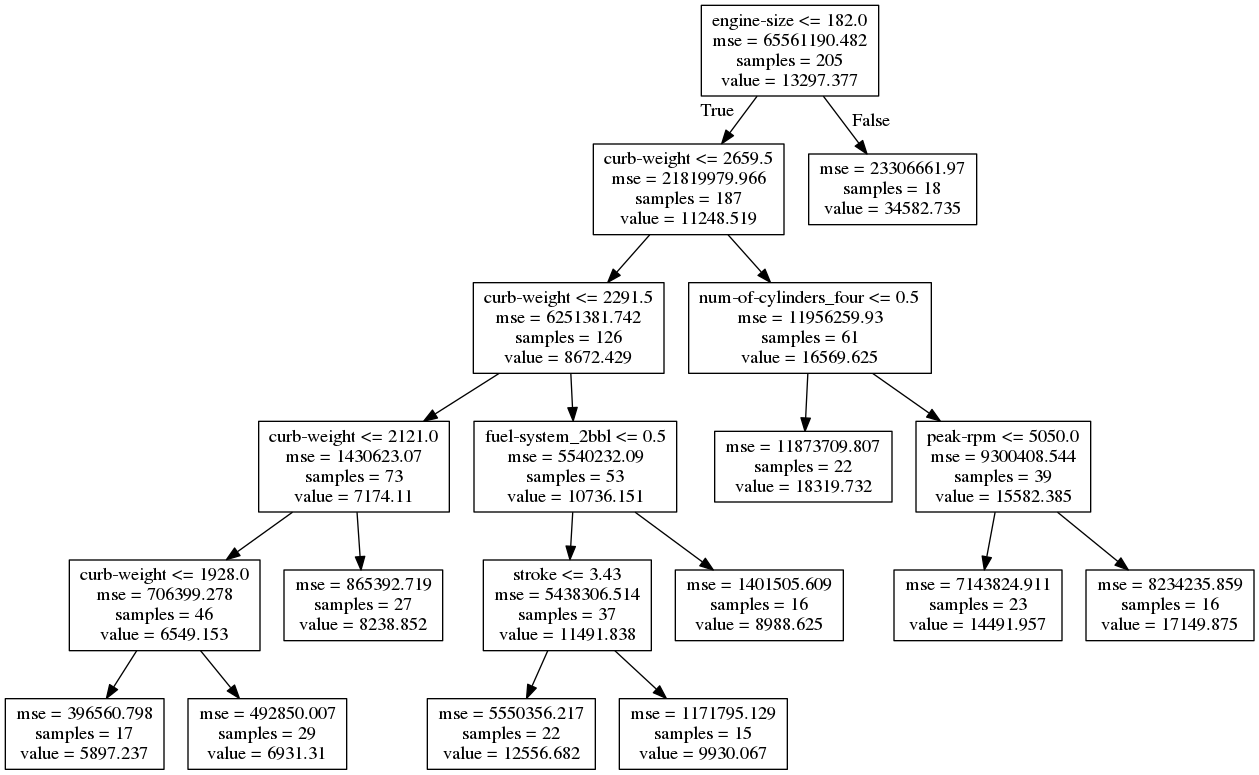 engine-size <= 182.0
mse = 65561190.482
samples = 205
value = 13297.377
True
False
curb-weight <= 2659.5
mse = 21819979.966
samples = 187
value = 11248.519
mse = 23306661.97
samples = 18
value = 34582.735
curb-weight <= 2291.5
mse = 6251381.742
samples = 126
value = 8672.429
num-of-cylinders_four <= 0.5
mse = 11956259.93
samples = 61
value = 16569.625
curb-weight <= 2121.0
mse = 1430623.07
samples = 73
value = 7174.11
fuel-system_2bbl <= 0.5
mse = 5540232.09
samples = 53
value = 10736.151
mse = 11873709.807
samples = 22
value = 18319.732
peak-rpm <= 5050.0
mse = 9300408.544
samples = 39
value = 15582.385
curb-weight <= 1928.0
mse = 706399.278
samples = 46
value = 6549.153
mse = 865392.719
samples = 27
value = 8238.852
stroke <= 3.43
mse = 5438306.514
samples = 37
value = 11491.838
mse = 1401505.609
samples = 16
value = 8988.625
mse = 7143824.911
samples = 23
value = 14491.957
mse = 8234235.859
samples = 16
value = 17149.875
mse = 396560.798
samples = 17
value = 5897.237
mse = 492850.007
samples = 29
value = 6931.31
mse = 5550356.217
samples = 22
value = 12556.682
mse = 1171795.129
samples = 15
value = 9930.067